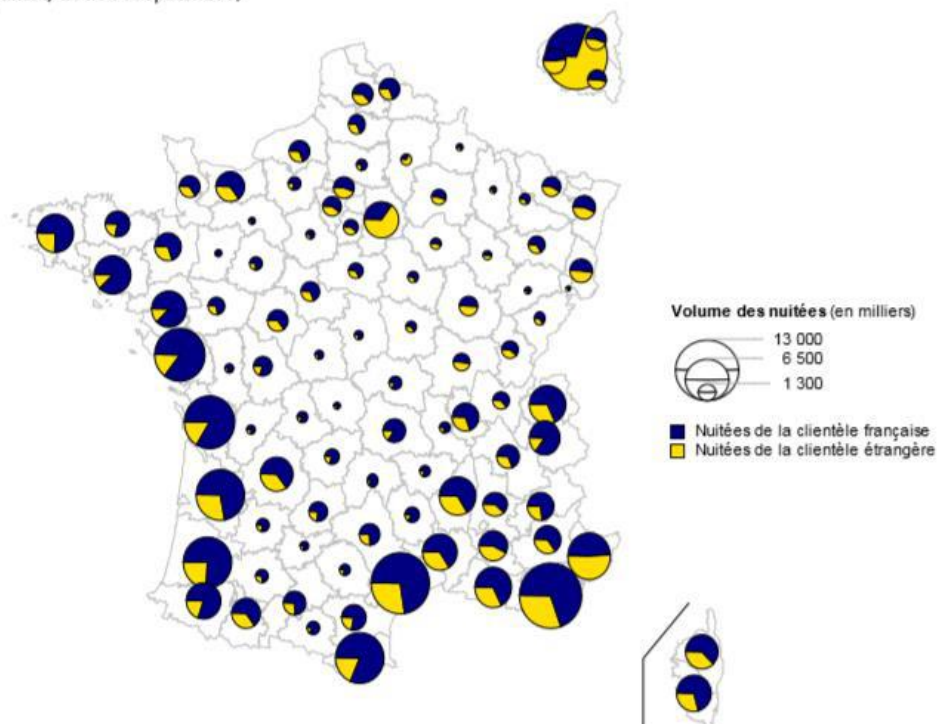 Volume des nuitées (en milliers)
13 000
6 500
1 300
Nuitées de la clientèle française
Nuitées de la clientèle étrangère